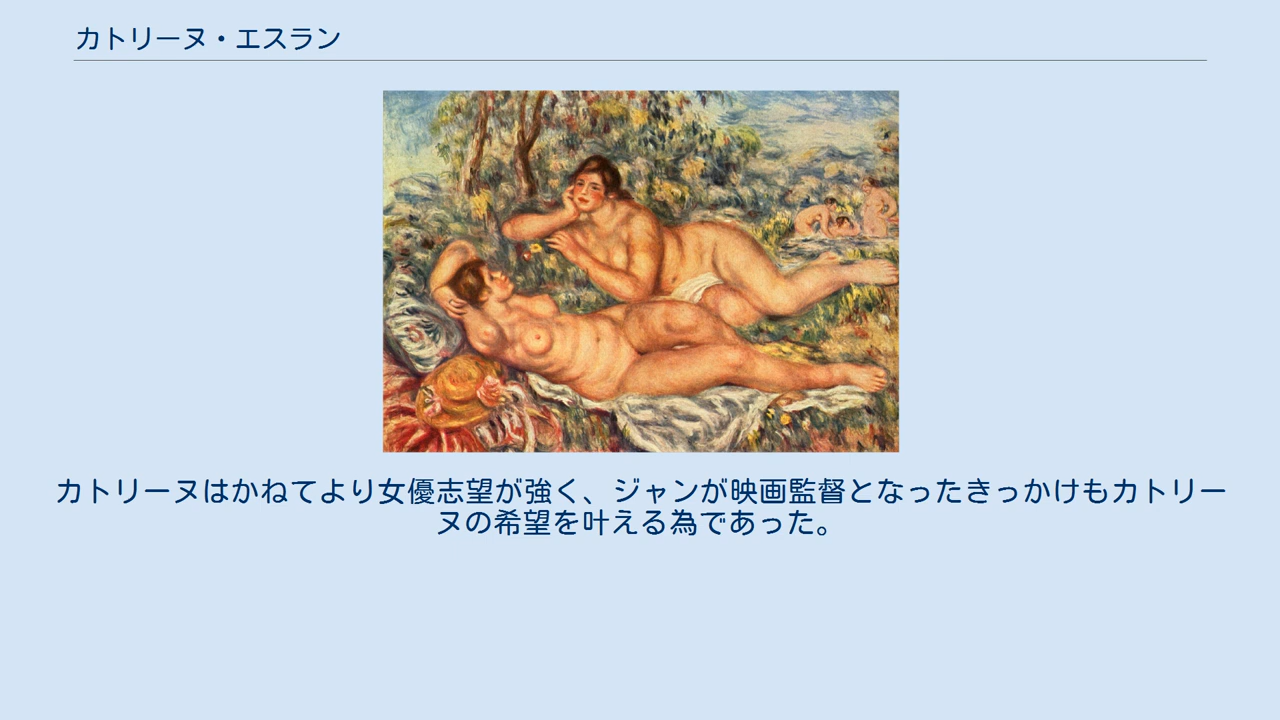 カトリーヌ・エスラン
カトリーヌはかねてより女優志望が強く、ジャンが映画監督となったきっかけもカトリー
ヌの希望を叶える為であった。